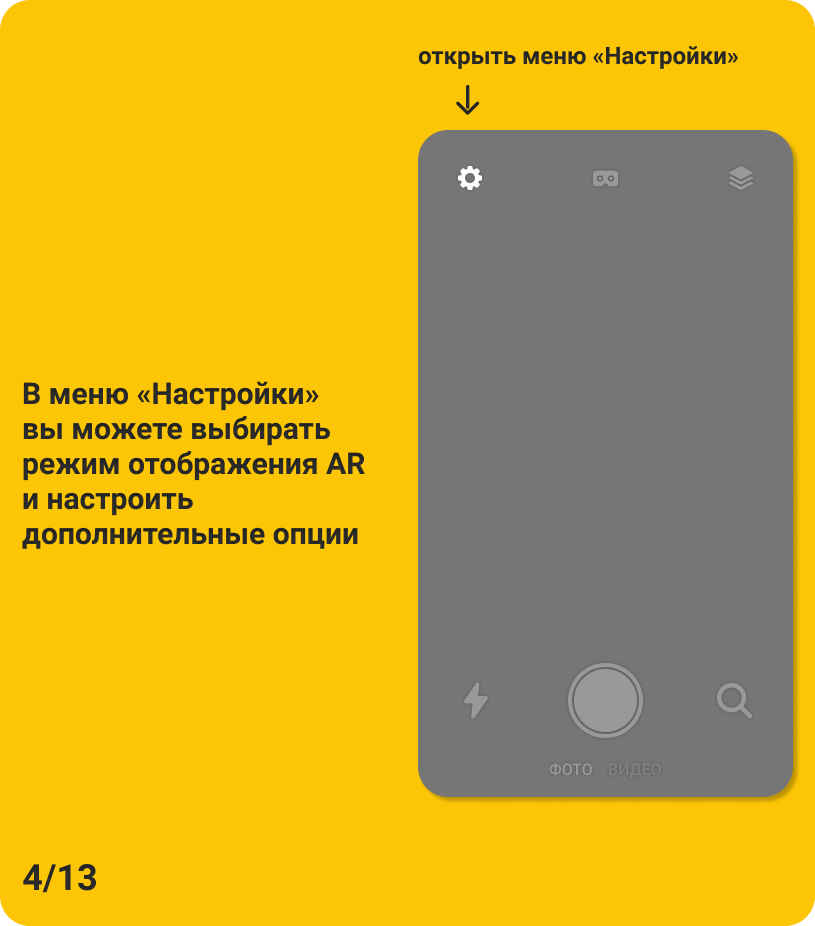 открыть меню «Настройки»
В меню «Настройки»
вы можете выбирать
режим отображения AR
и настроить
дополнительные опции
ФОТО ВИДЕО
4/13